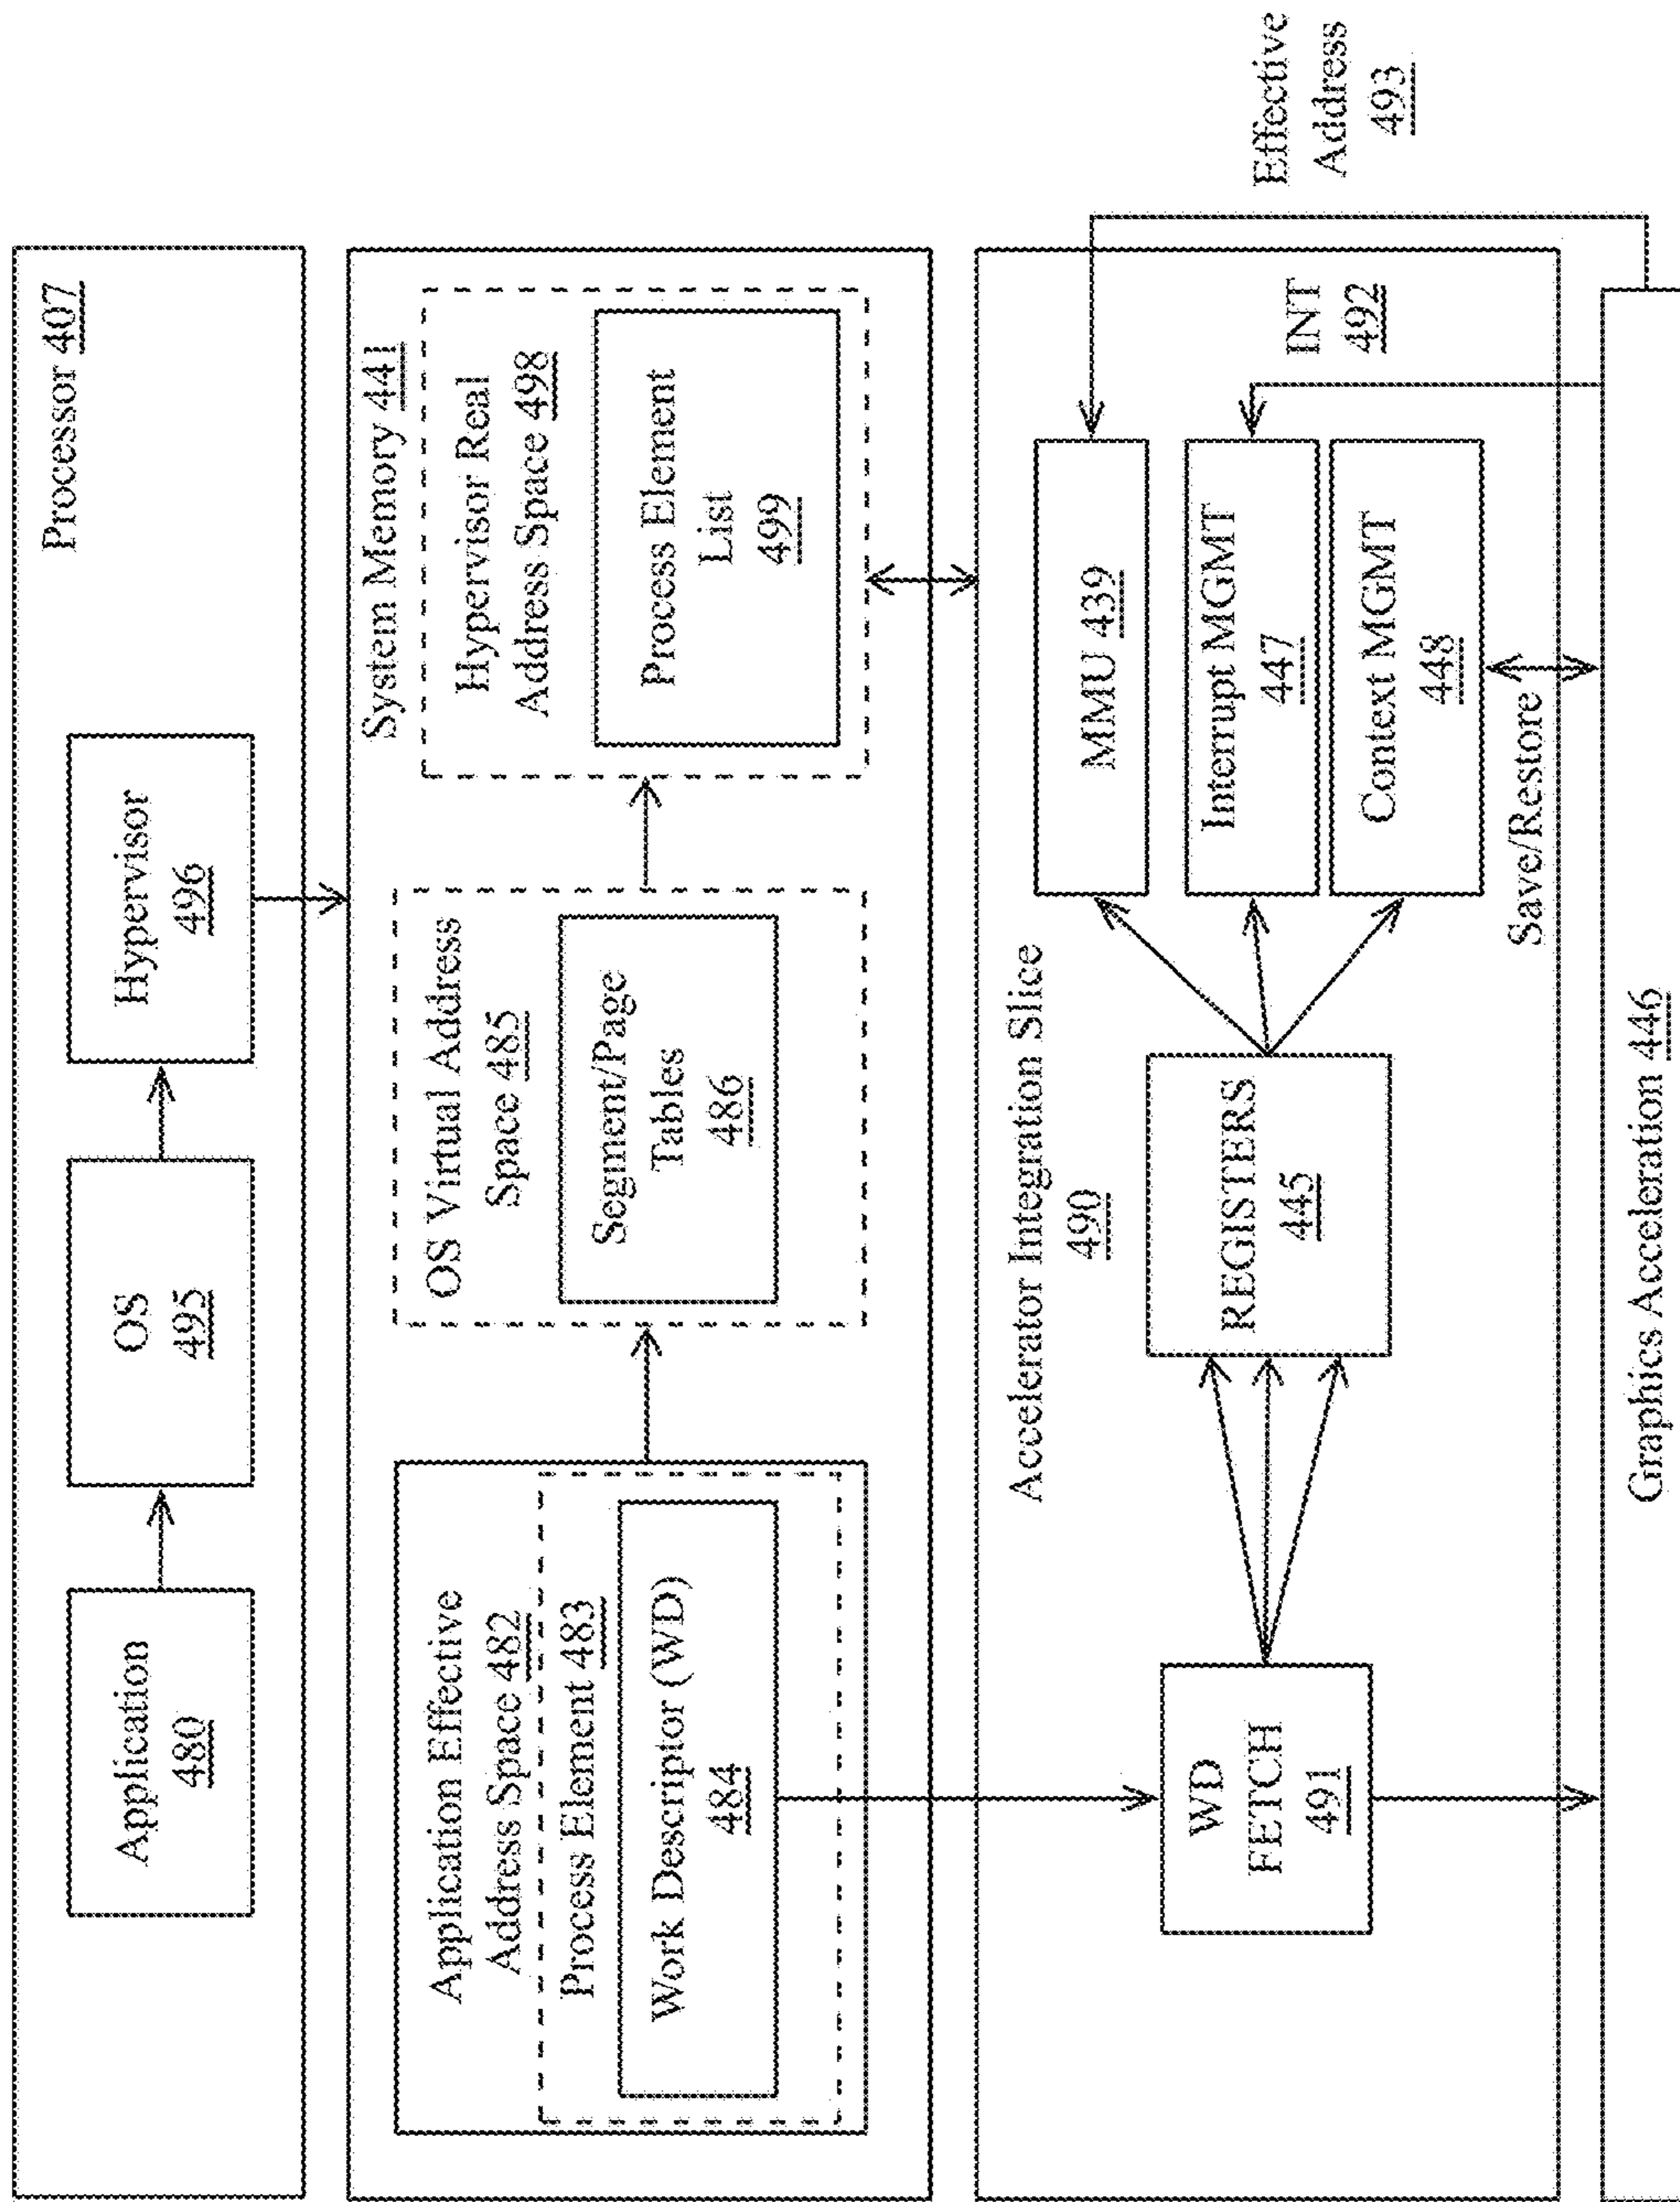 Processor 407
Application
480
OS
495
Hypervisor
496
System Memory 441
Application Effective
Address Space 482
Process Element 483
Work Descriptor (WD)
484
OS Virtual Address
Space 485
Segment/Page
Tables
486
Hypervisor Real
Address Space 498
Process Element
List
499
Accelerator Integration Slice
490
WD
FETCH
491
REGISTERS
445
MMU 439
Interrupt MGMT
447
Context MGMT
448
INT
492
Save/Restore
Effective
Address
493
Graphics Acceleration 446